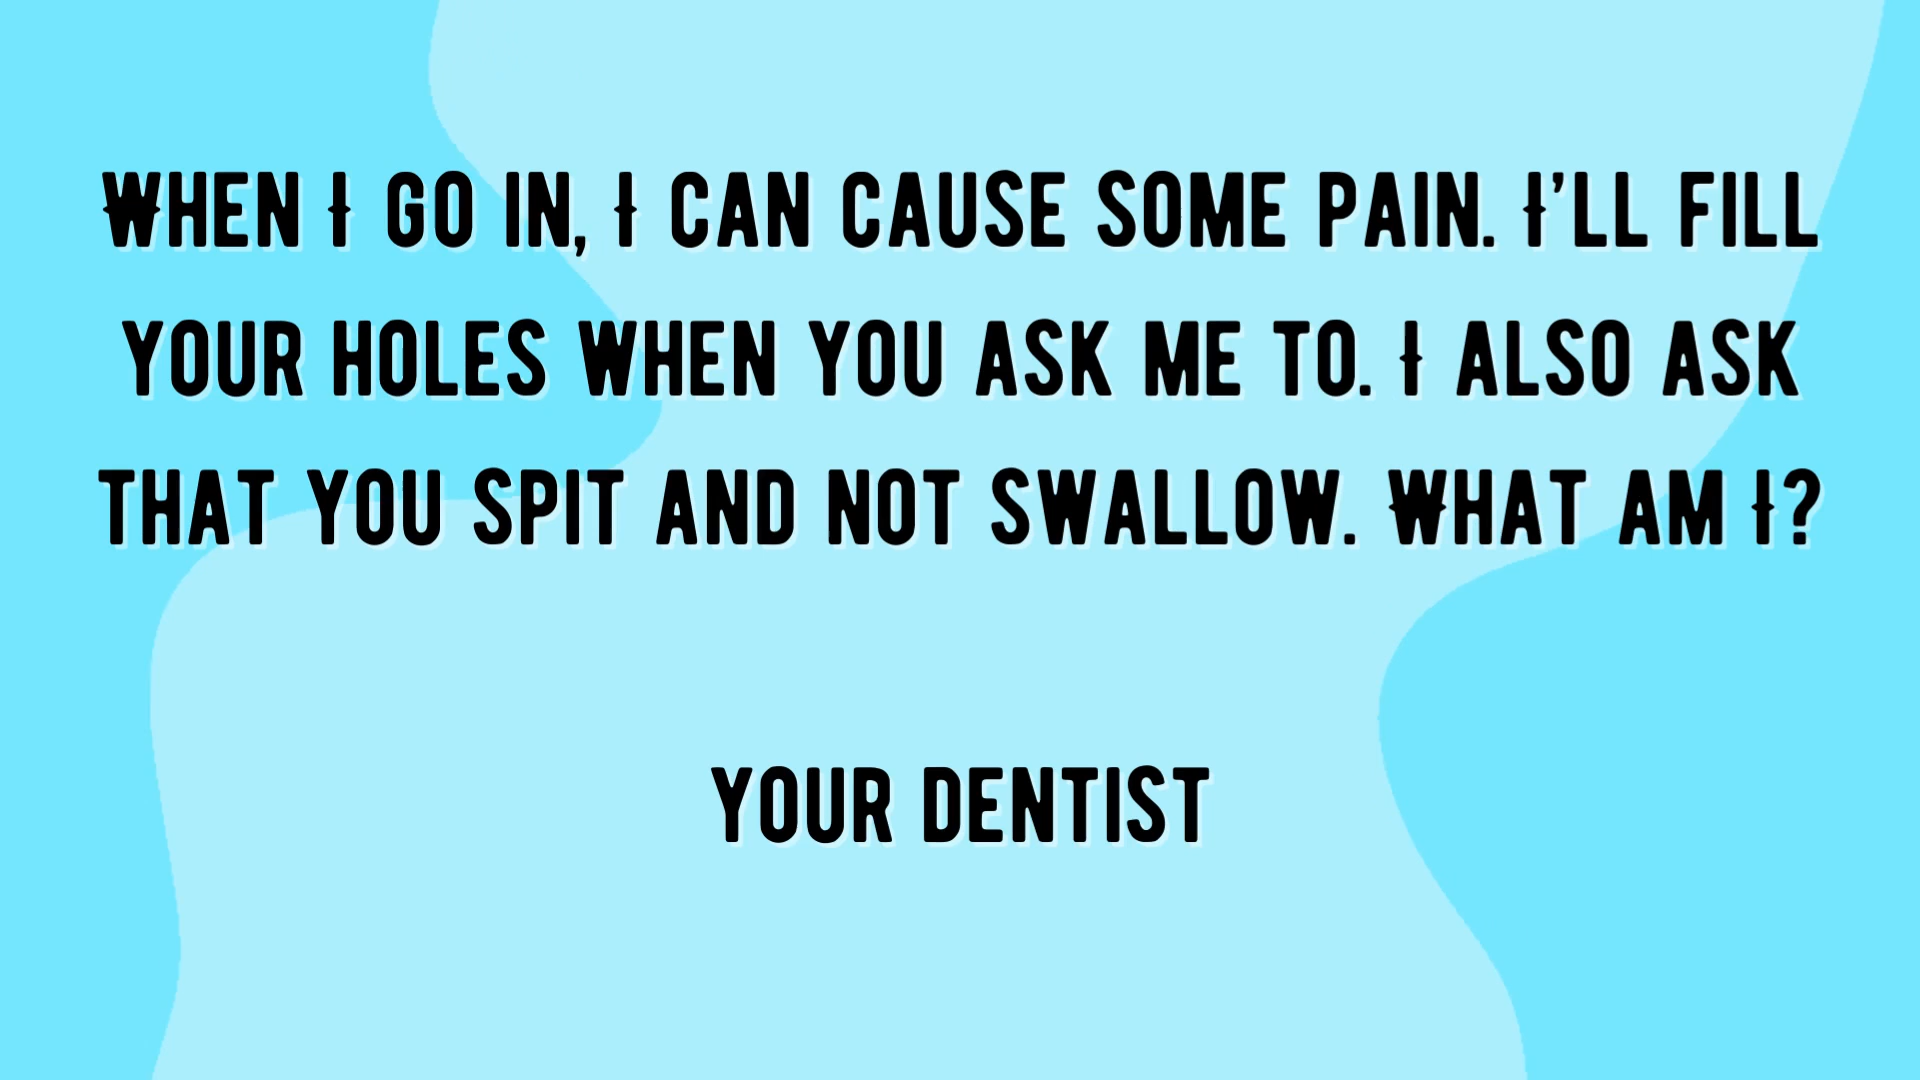 WHEN I GO IN, I CAN CAUSE SOME PAIN. I'LL FILL
YOUR HOLES WHEN YOU ASK ME TO. I ALSO ASK
THAT YOU SPIT AND NOT SWALLOW. WHAT AM I?
YOUR DENTIST